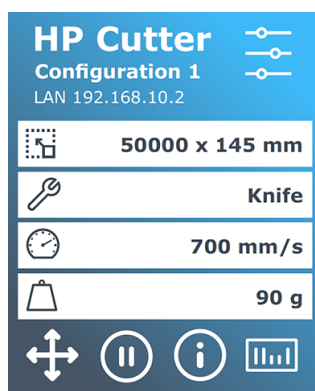 HP Cutter
Configuration 1
LAN 192.168.10.2
50000 x 145 mm
Knife
700 mm/s
90 g